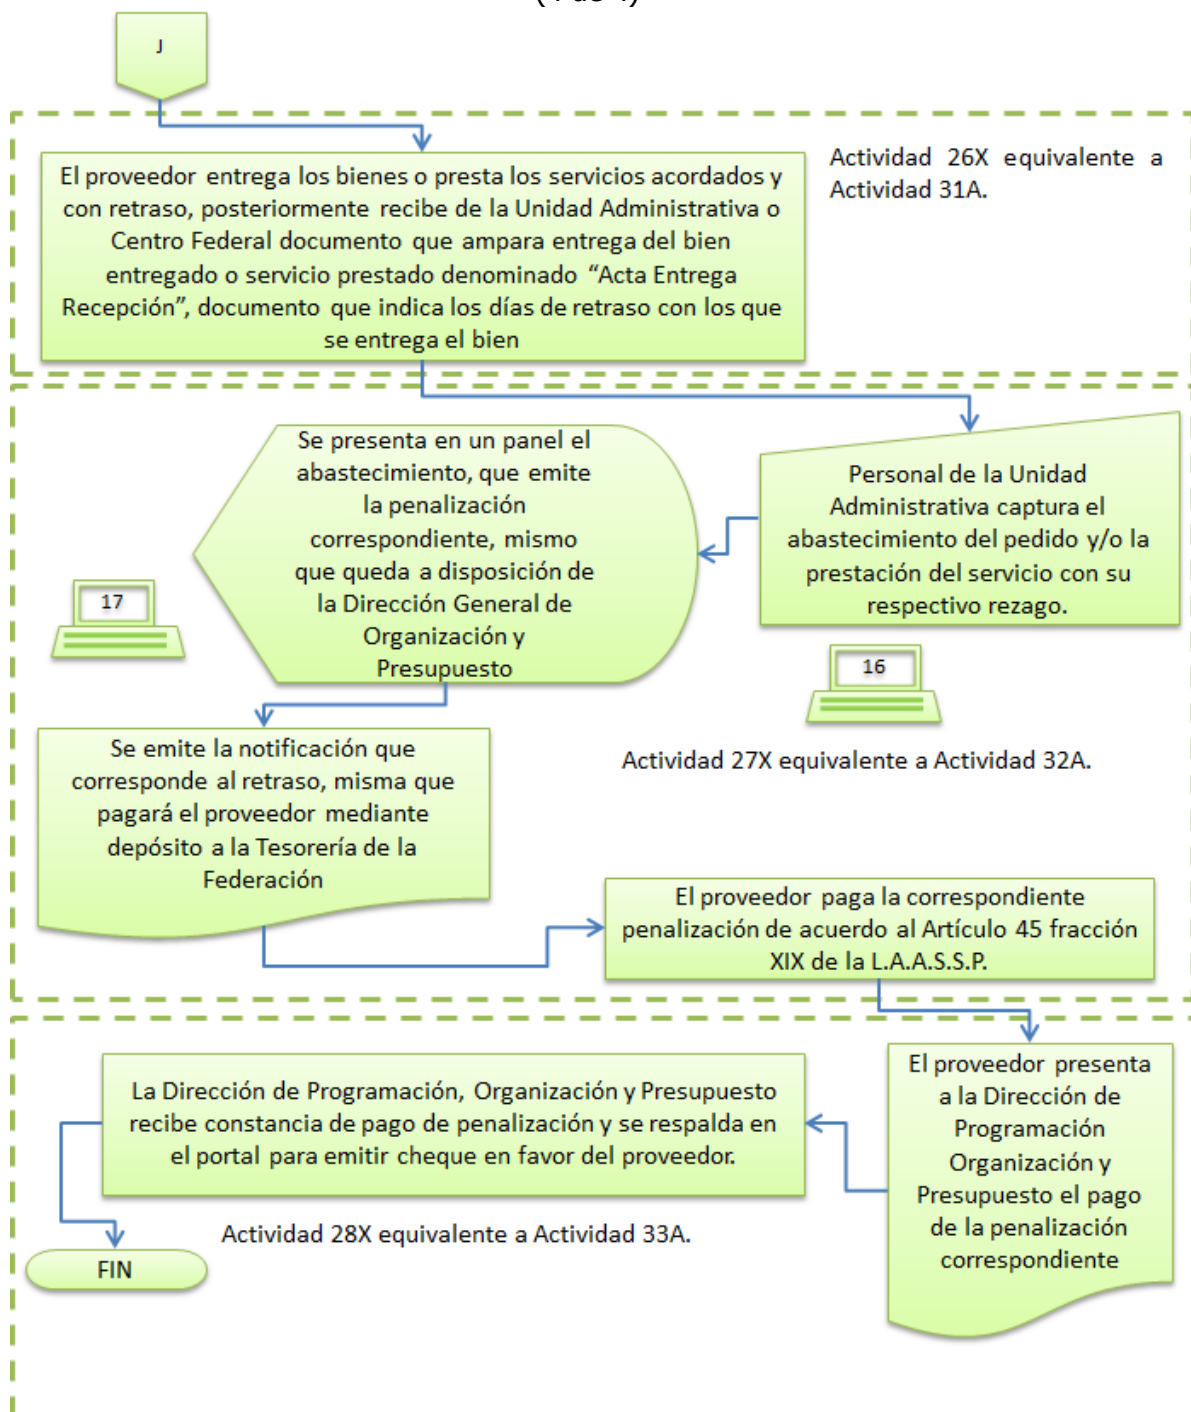 J
El proveedor entrega los bienes o presta los servicios acordados y
con retraso, posteriormente recibe de la Unidad Administrativa o
Centro Federal documento que ampara entrega del bien
entregado o servicio prestado denominado “Acta Entrega
Recepción”, documento que indica los días de retraso con los que
se entrega el bien
Actividad 26X equivalente a
Actividad 31A.
Personal de la Unidad
Administrativa captura el
abastecimiento del pedido y/o la
prestación del servicio con su
respectivo rezago.
16
Se presenta en un panel el
abastecimiento, que emite
la penalización
correspondiente, mismo
que queda a disposición de
la Dirección General de
Organización y
Presupuesto
17
Actividad 27X equivalente a Actividad 32A.
Se emite la notificación que
corresponde al retraso, misma que
pagará el proveedor mediante
depósito a la Tesorería de la
Federación
El proveedor paga la correspondiente
penalización de acuerdo al Artículo 45 fracción
XIX de la L.A.A.S.S.P.
El proveedor presenta
a la Dirección de
Programación
Organización y
Presupuesto el pago
de la penalización
correspondiente
La Dirección de Programación, Organización y Presupuesto
recibe constancia de pago de penalización y se respalda en
el portal para emitir cheque en favor del proveedor.
Actividad 28X equivalente a Actividad 33A.
FIN